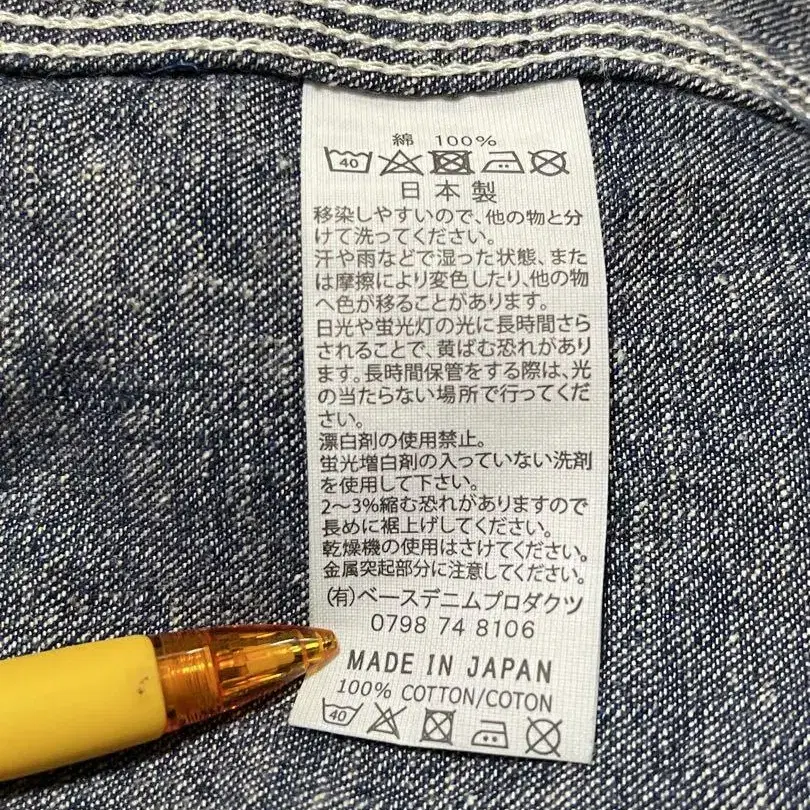 綿 100%
40
日本製
移染しやすいので、他の物と分
けて洗ってください。
汗や雨などで湿った状態、また
は摩擦により変色したり、他の物
へ色が移ることがあります。
日光や蛍光灯の光に長時間さら
されることで、黄ばむ恐れがあり
ます。長時間保管をする際は、光
の当たらない場所で行ってくだ
さい。
漂白剤の使用禁止。
蛍光増白剤の入っていない洗剤
を使用して下さい。
2〜3%縮む恐れがありますので
長めに裾上げしてください。
乾燥機の使用はさけてください。
金属突起部分に注意してください。
(有)ベースデニムプロダクツ
0798 74 8106
MADE IN JAPAN
100% COTTON/COTON
40